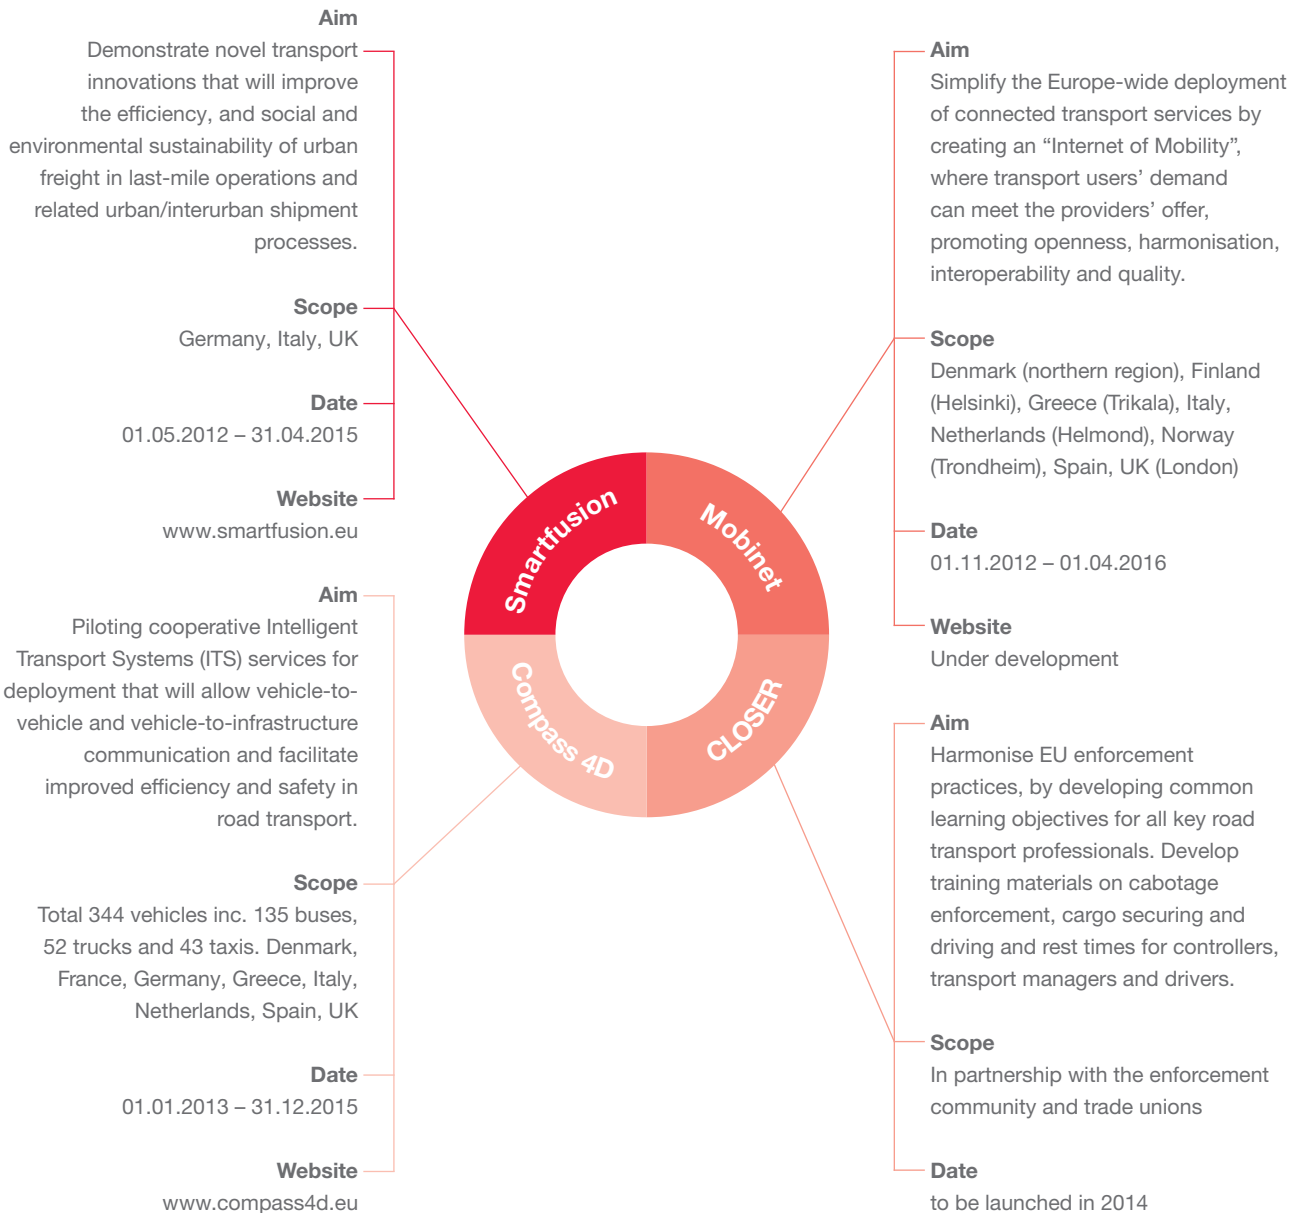 Aim
Demonstrate novel transport
innovations that will improve
the efficiency, and social and
environmental sustainability of urban
freight in last-mile operations and
related urban/interurban shipment
processes.
Scope
Germany, Italy, UK
Date
01.05.2012 – 31.04.2015
Website
www.smartfusion.eu
Aim
Piloting cooperative Intelligent
Transport Systems (ITS) services for
deployment that will allow vehicle-to-
vehicle and vehicle-to-infrastructure
communication and facilitate
improved efficiency and safety in
road transport.
Scope
Total 344 vehicles inc. 135 buses,
52 trucks and 43 taxis. Denmark,
France, Germany, Greece, Italy,
Netherlands, Spain, UK
Date
01.01.2013 – 31.12.2015
Website
www.compass4d.eu
Smartfusion
Mobinet
Compass 4D
CLOSER
Aim
Simplify the Europe-wide deployment
of connected transport services by
creating an “Internet of Mobility”,
where transport users’ demand
can meet the providers’ offer,
promoting openness, harmonisation,
interoperability and quality.
Scope
Denmark (northern region), Finland
(Helsinki), Greece (Trikala), Italy,
Netherlands (Helmond), Norway
(Trondheim), Spain, UK (London)
Date
01.11.2012 – 01.04.2016
Website
Under development
Aim
Harmonise EU enforcement
practices, by developing common
learning objectives for all key road
transport professionals. Develop
training materials on cabotage
enforcement, cargo securing and
driving and rest times for controllers,
transport managers and drivers.
Scope
In partnership with the enforcement
community and trade unions
Date
to be launched in 2014